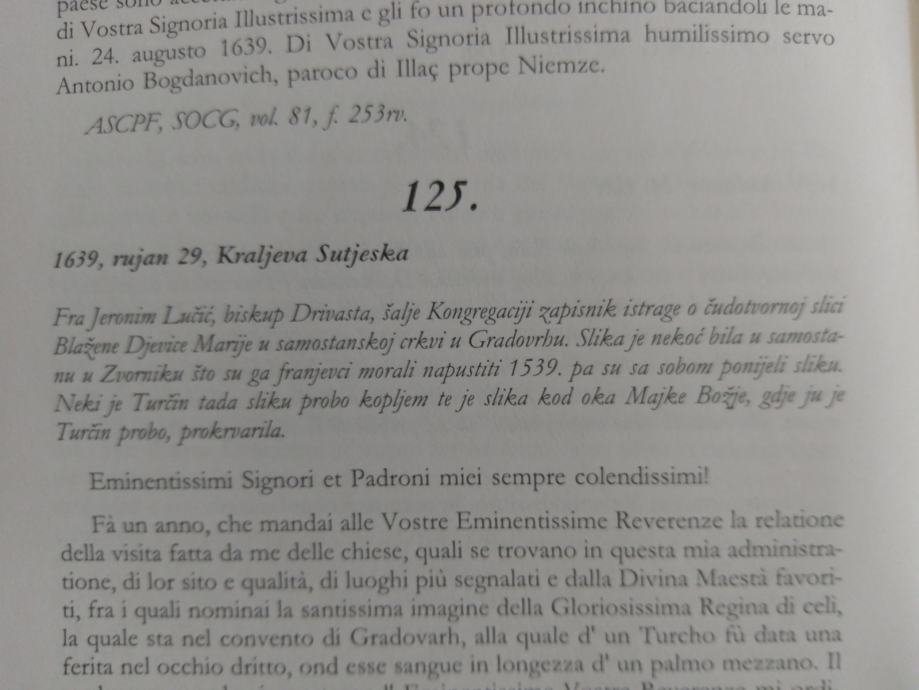 paese sono
di Vostra Signoria Illustrissima e gli fo un profondo inchino baciandoli le ma-
ni. 24. augusto 1639. Di Vostra Signoria Illustrissima humilissimo servo
Antonio Bogdanovich, paroco di Illaç prope Niemze.
ASCPF, SOCG, vol. 81, f. 253rv.
125.
1639, rujan 29, Kraljeva Sutjeska
Fra Jeronim Lučić, biskup Drivasta, šalje Kongregaciji zapisnik istrage o čudotvornoj slici
Blažene Djevice Marije u samostanskoj crkvi u Gradovrhu. Slika je nekoć bila u samosta-
nu u Zvorniku što su ga franjevci morali napustiti 1539. pa su sa sobom ponijeli sliku.
Neki je Turčin tada sliku probo kopljem te je slika kod oka Majke Božje, gdje ju je
Turčin probo, prokrvarila.
Eminentissimi Signori et Padroni miei sempre colendissimi!
Fà un anno, che mandai alle Vostre Eminentissime Reverenze la relatione
della visita fatta da me delle chiese, quali se trovano in questa mia administra-
tione, di lor sito e qualità, di luoghi più segnalati e dalla Divina Maestà favori-
ti, fra i quali nominai la santissima imagine della Gloriosissima Regina di celi,
la quale sta nel convento di Gradovarh, alla quale d' un Turcho fù data una
ferita nel occhio dritto, ond esse sangue in longezza d' un palmo mezzano. Il